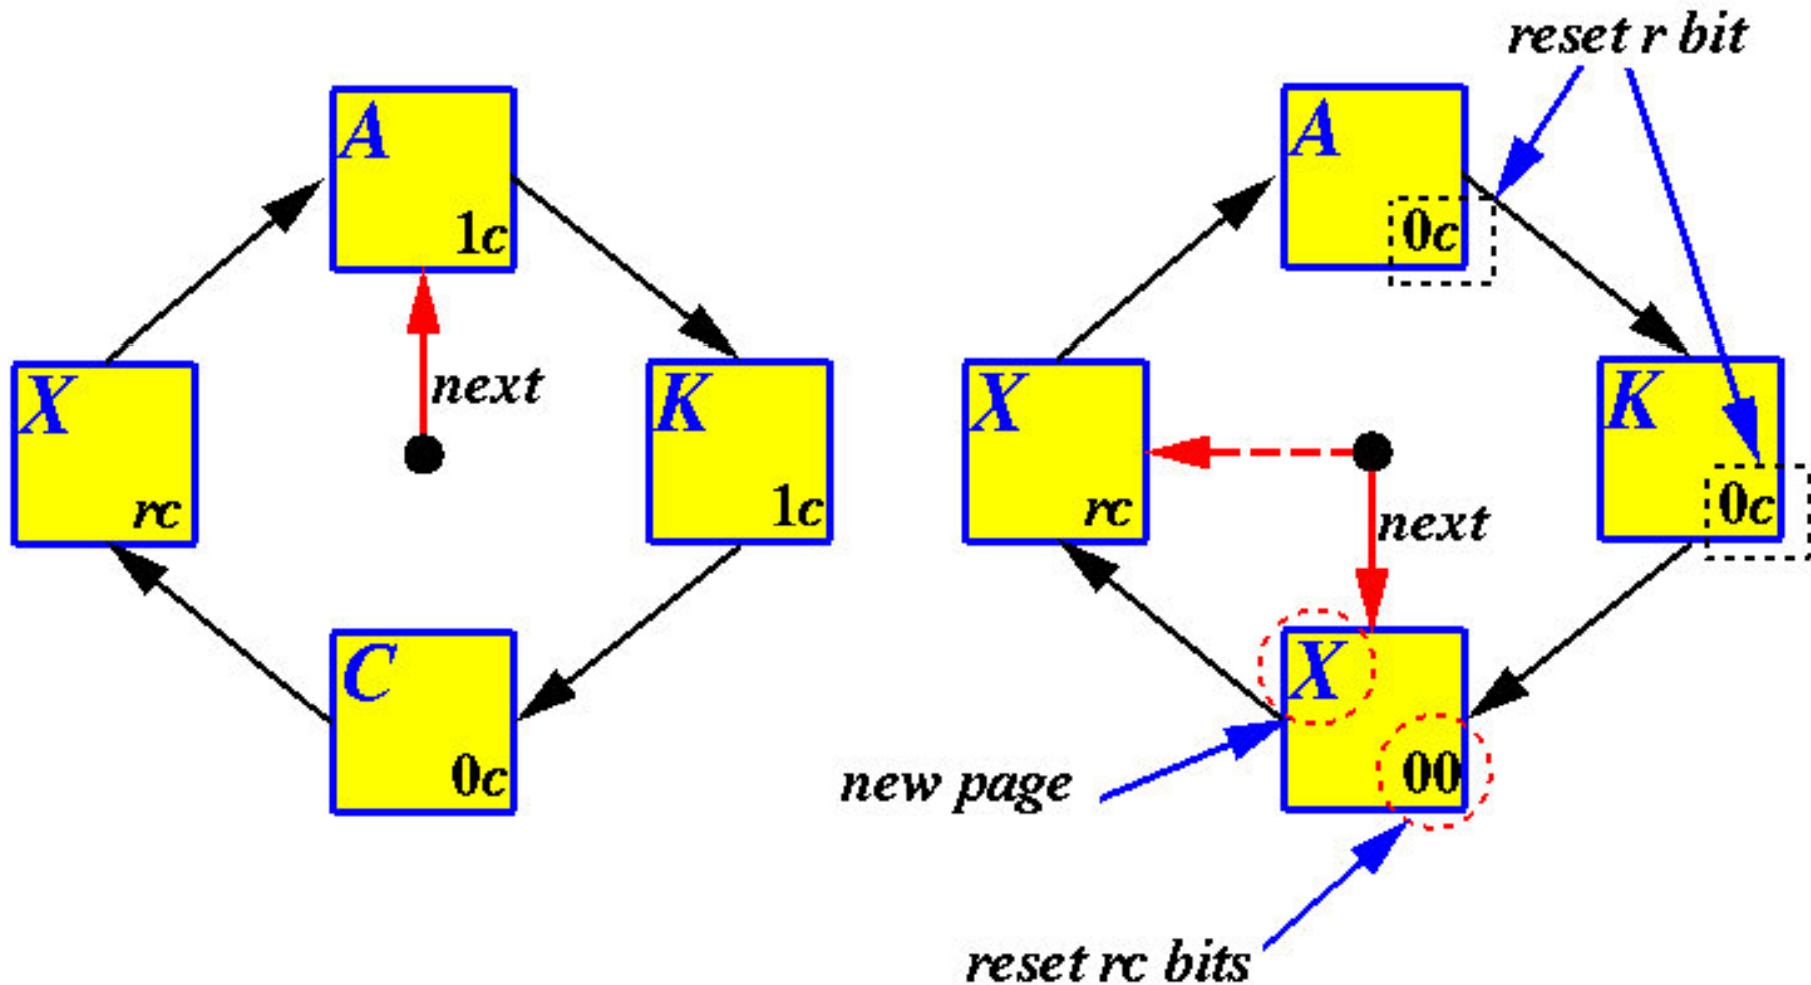 A
1c
X
rc
next
K
1c
C
0c
reset r bit
A
0c
X
rc
next
K
0c
X
00
new page
reset rc bits